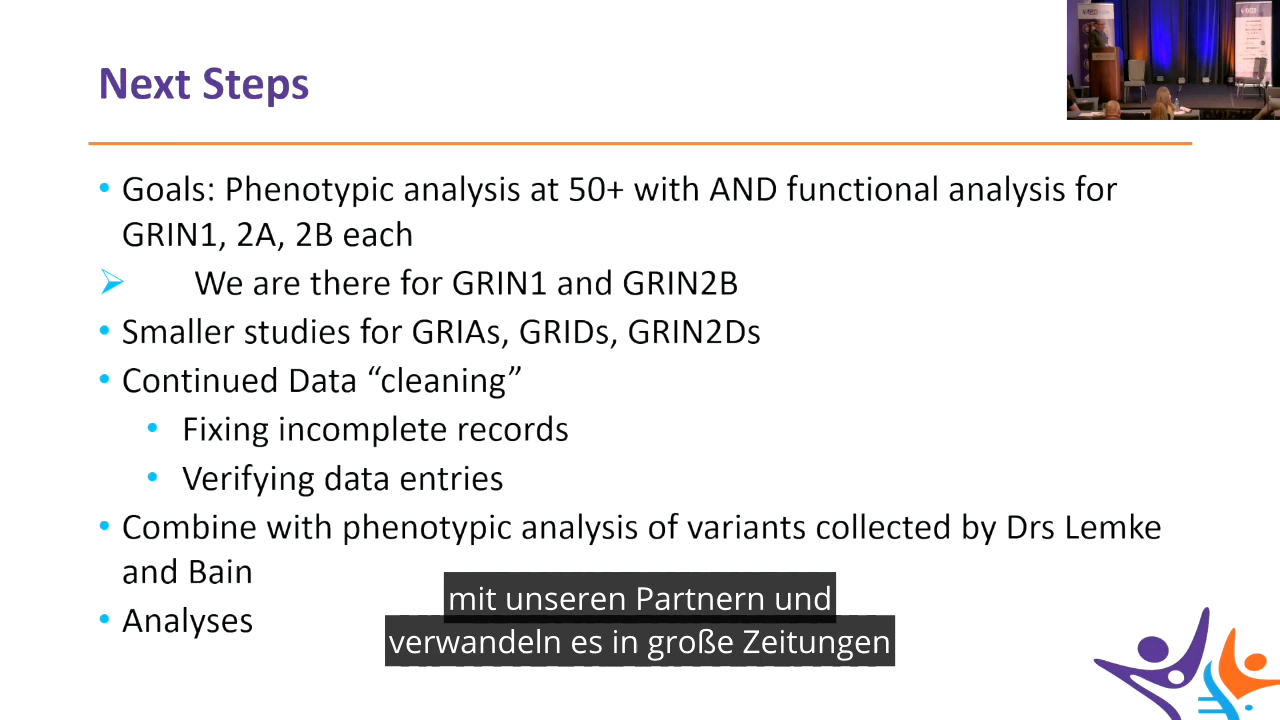 Next Steps
• Goals: Phenotypic analysis at 50+ with AND functional analysis for
GRIN1, 2A, 2B each
➢ We are there for GRIN1 and GRIN2B
• Smaller studies for GRIAs, GRIDs, GRIN2Ds
• Continued Data “cleaning”
• Fixing incomplete records
• Verifying data entries
• Combine with phenotypic analysis of variants collected by Drs Lemke
and Bain
• Analyses
mit unseren Partnern und
verwandeln es in große Zeitungen